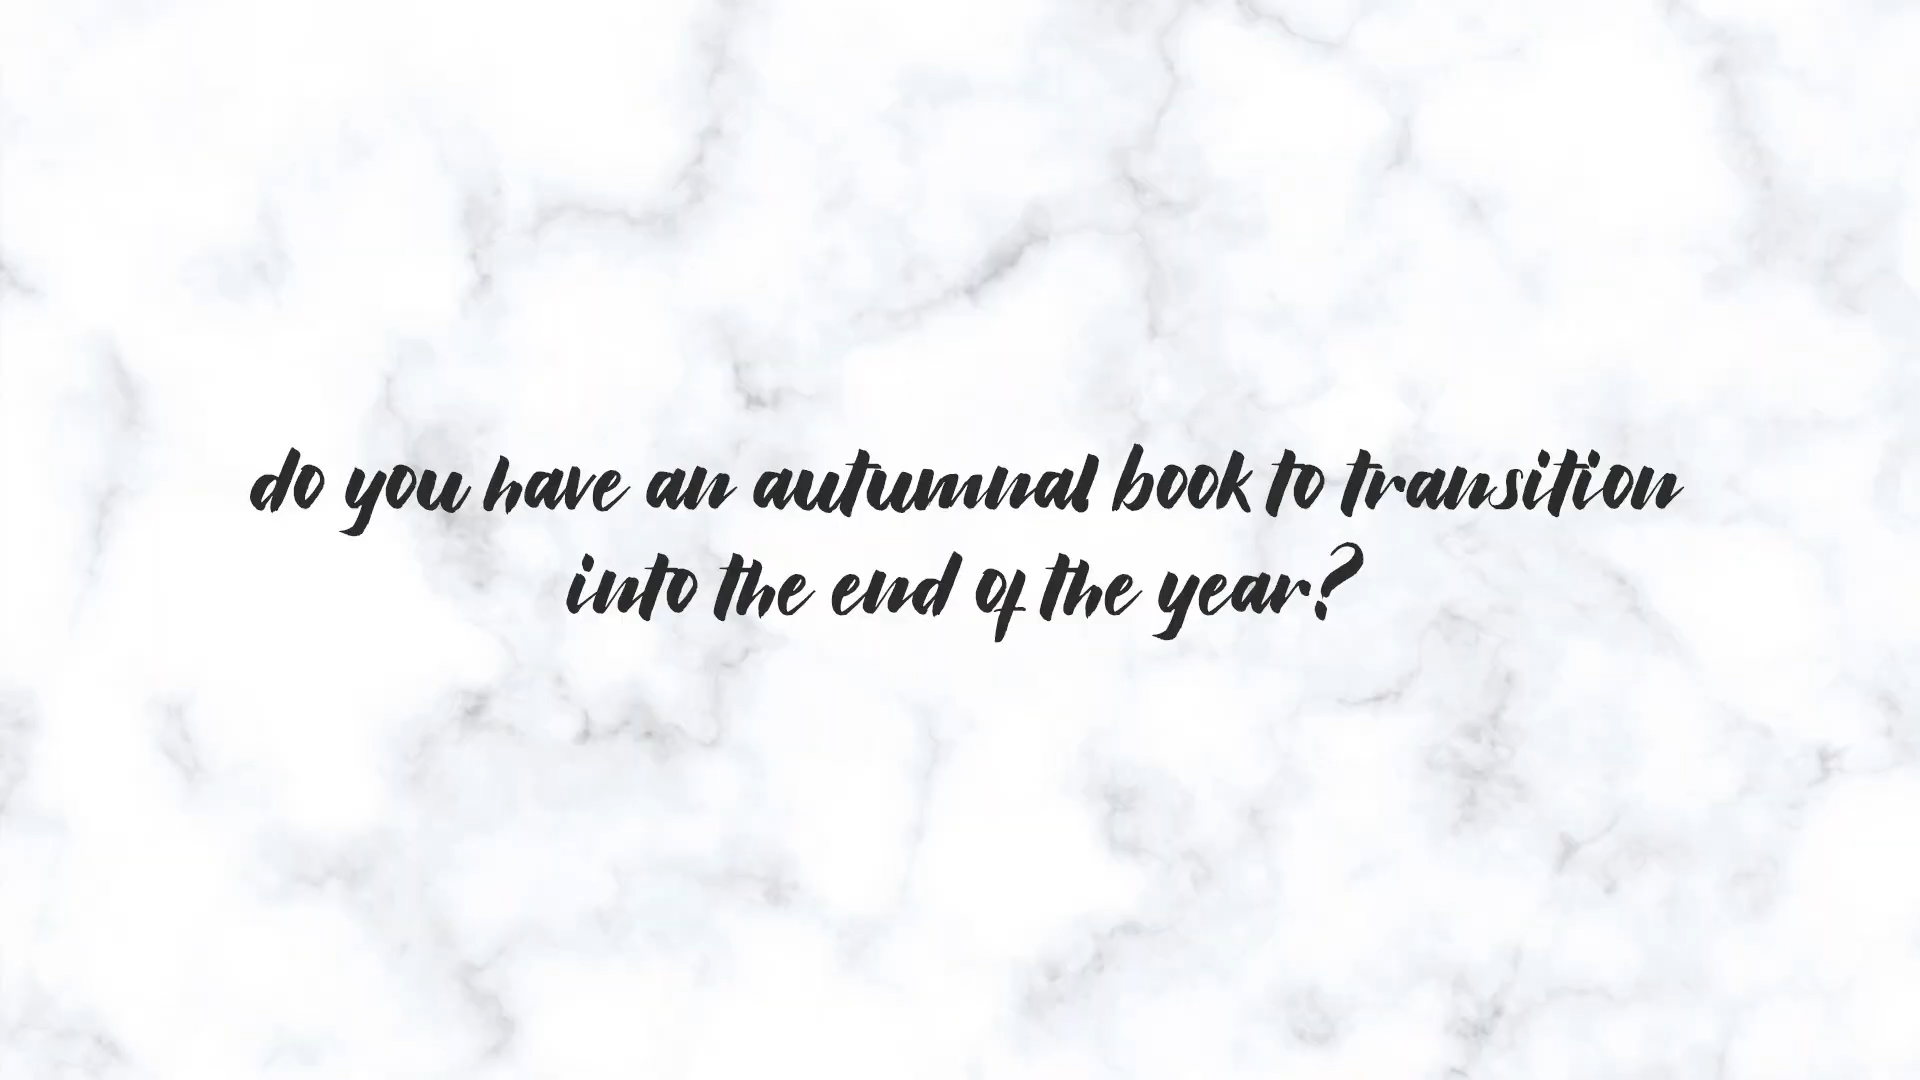 do you have an autumnal book to transition
into the end of the year?